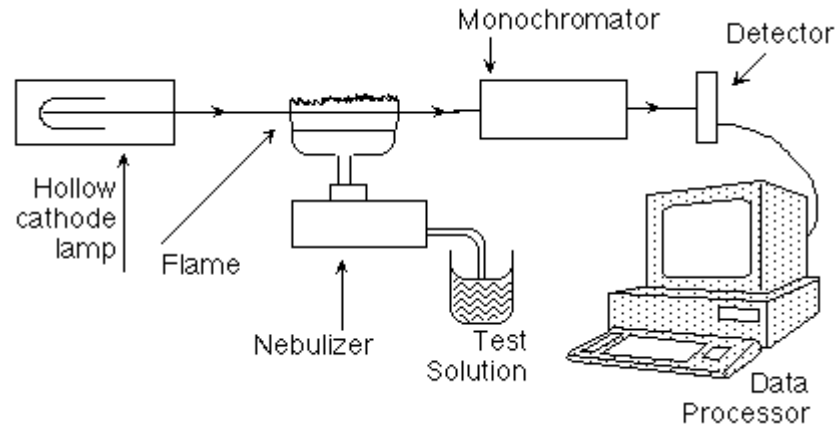 Monochromator
Detector
Hollow
cathode
lamp
Flame
Nebulizer
Test
Solution
Data
Processor